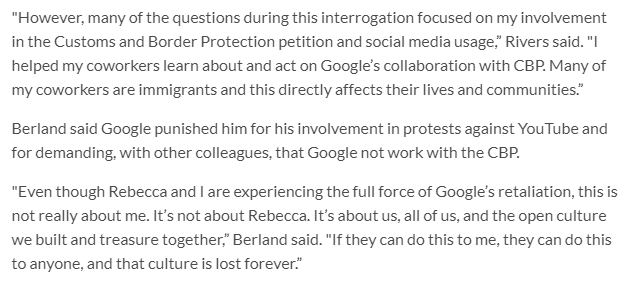 "However, many of the questions during this interrogation focused on my involvement
in the Customs and Border Protection petition and social media usage,” Rivers said. "I
helped my coworkers learn about and act on Google’s collaboration with CBP. Many of
my coworkers are immigrants and this directly affects their lives and communities.”
Berland said Google punished him for his involvement in protests against YouTube and
for demanding, with other colleagues, that Google not work with the CBP.
"Even though Rebecca and I are experiencing the full force of Google’s retaliation, this is
not really about me. It’s not about Rebecca. It’s about us, all of us, and the open culture
we built and treasure together,” Berland said. "If they can do this to me, they can do this
to anyone, and that culture is lost forever.”